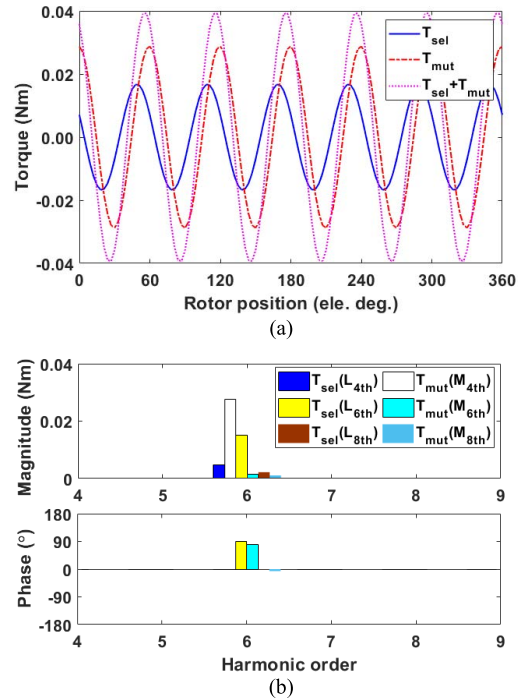 0.04
0.02
0.00
-0.02
-0.04
Torque (Nm)
T_sel
T_mut
T_sel+T_mut
0 60 120 180 240 300 360
Rotor position (ele. deg.)
(a)
0.04
0.02
0
Magnitude (Nm)
T_sel(L_4th) T_mut(M_4th)
T_sel(L_6th) T_mut(M_6th)
T_sel(L_8th) T_mut(M_8th)
4 5 6 7 8 9
180
90
0
-90
-180
Phase (°)
4 5 6 7 8 9
Harmonic order
(b)